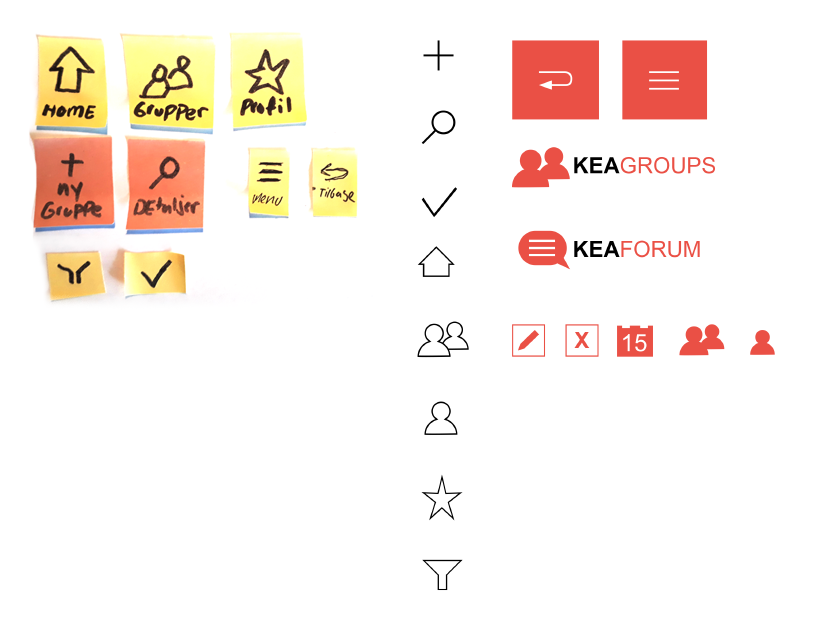 HOME
Grupper
Profil
+
ny
Gruppe
DEtaljer
Menu
Tilbage
KEAGROUPS
KEAFORUM
X
15